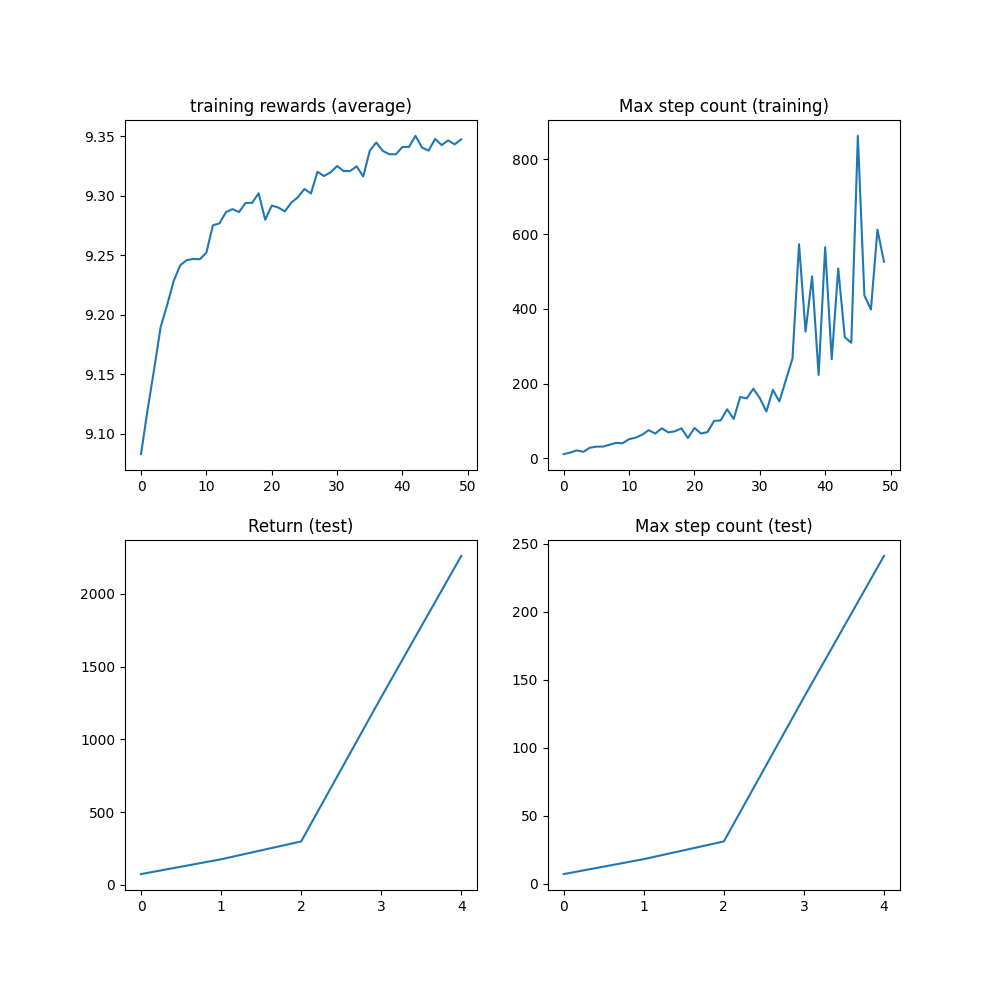 training rewards (average)
9.35
9.30
9.25
9.20
9.15
9.10
0 10 20 30 40 50
Max step count (training)
800
600
400
200
0
0 10 20 30 40 50
Return (test)
2000
1500
1000
500
0
0 1 2 3 4
Max step count (test)
250
200
150
100
50
0
0 1 2 3 4